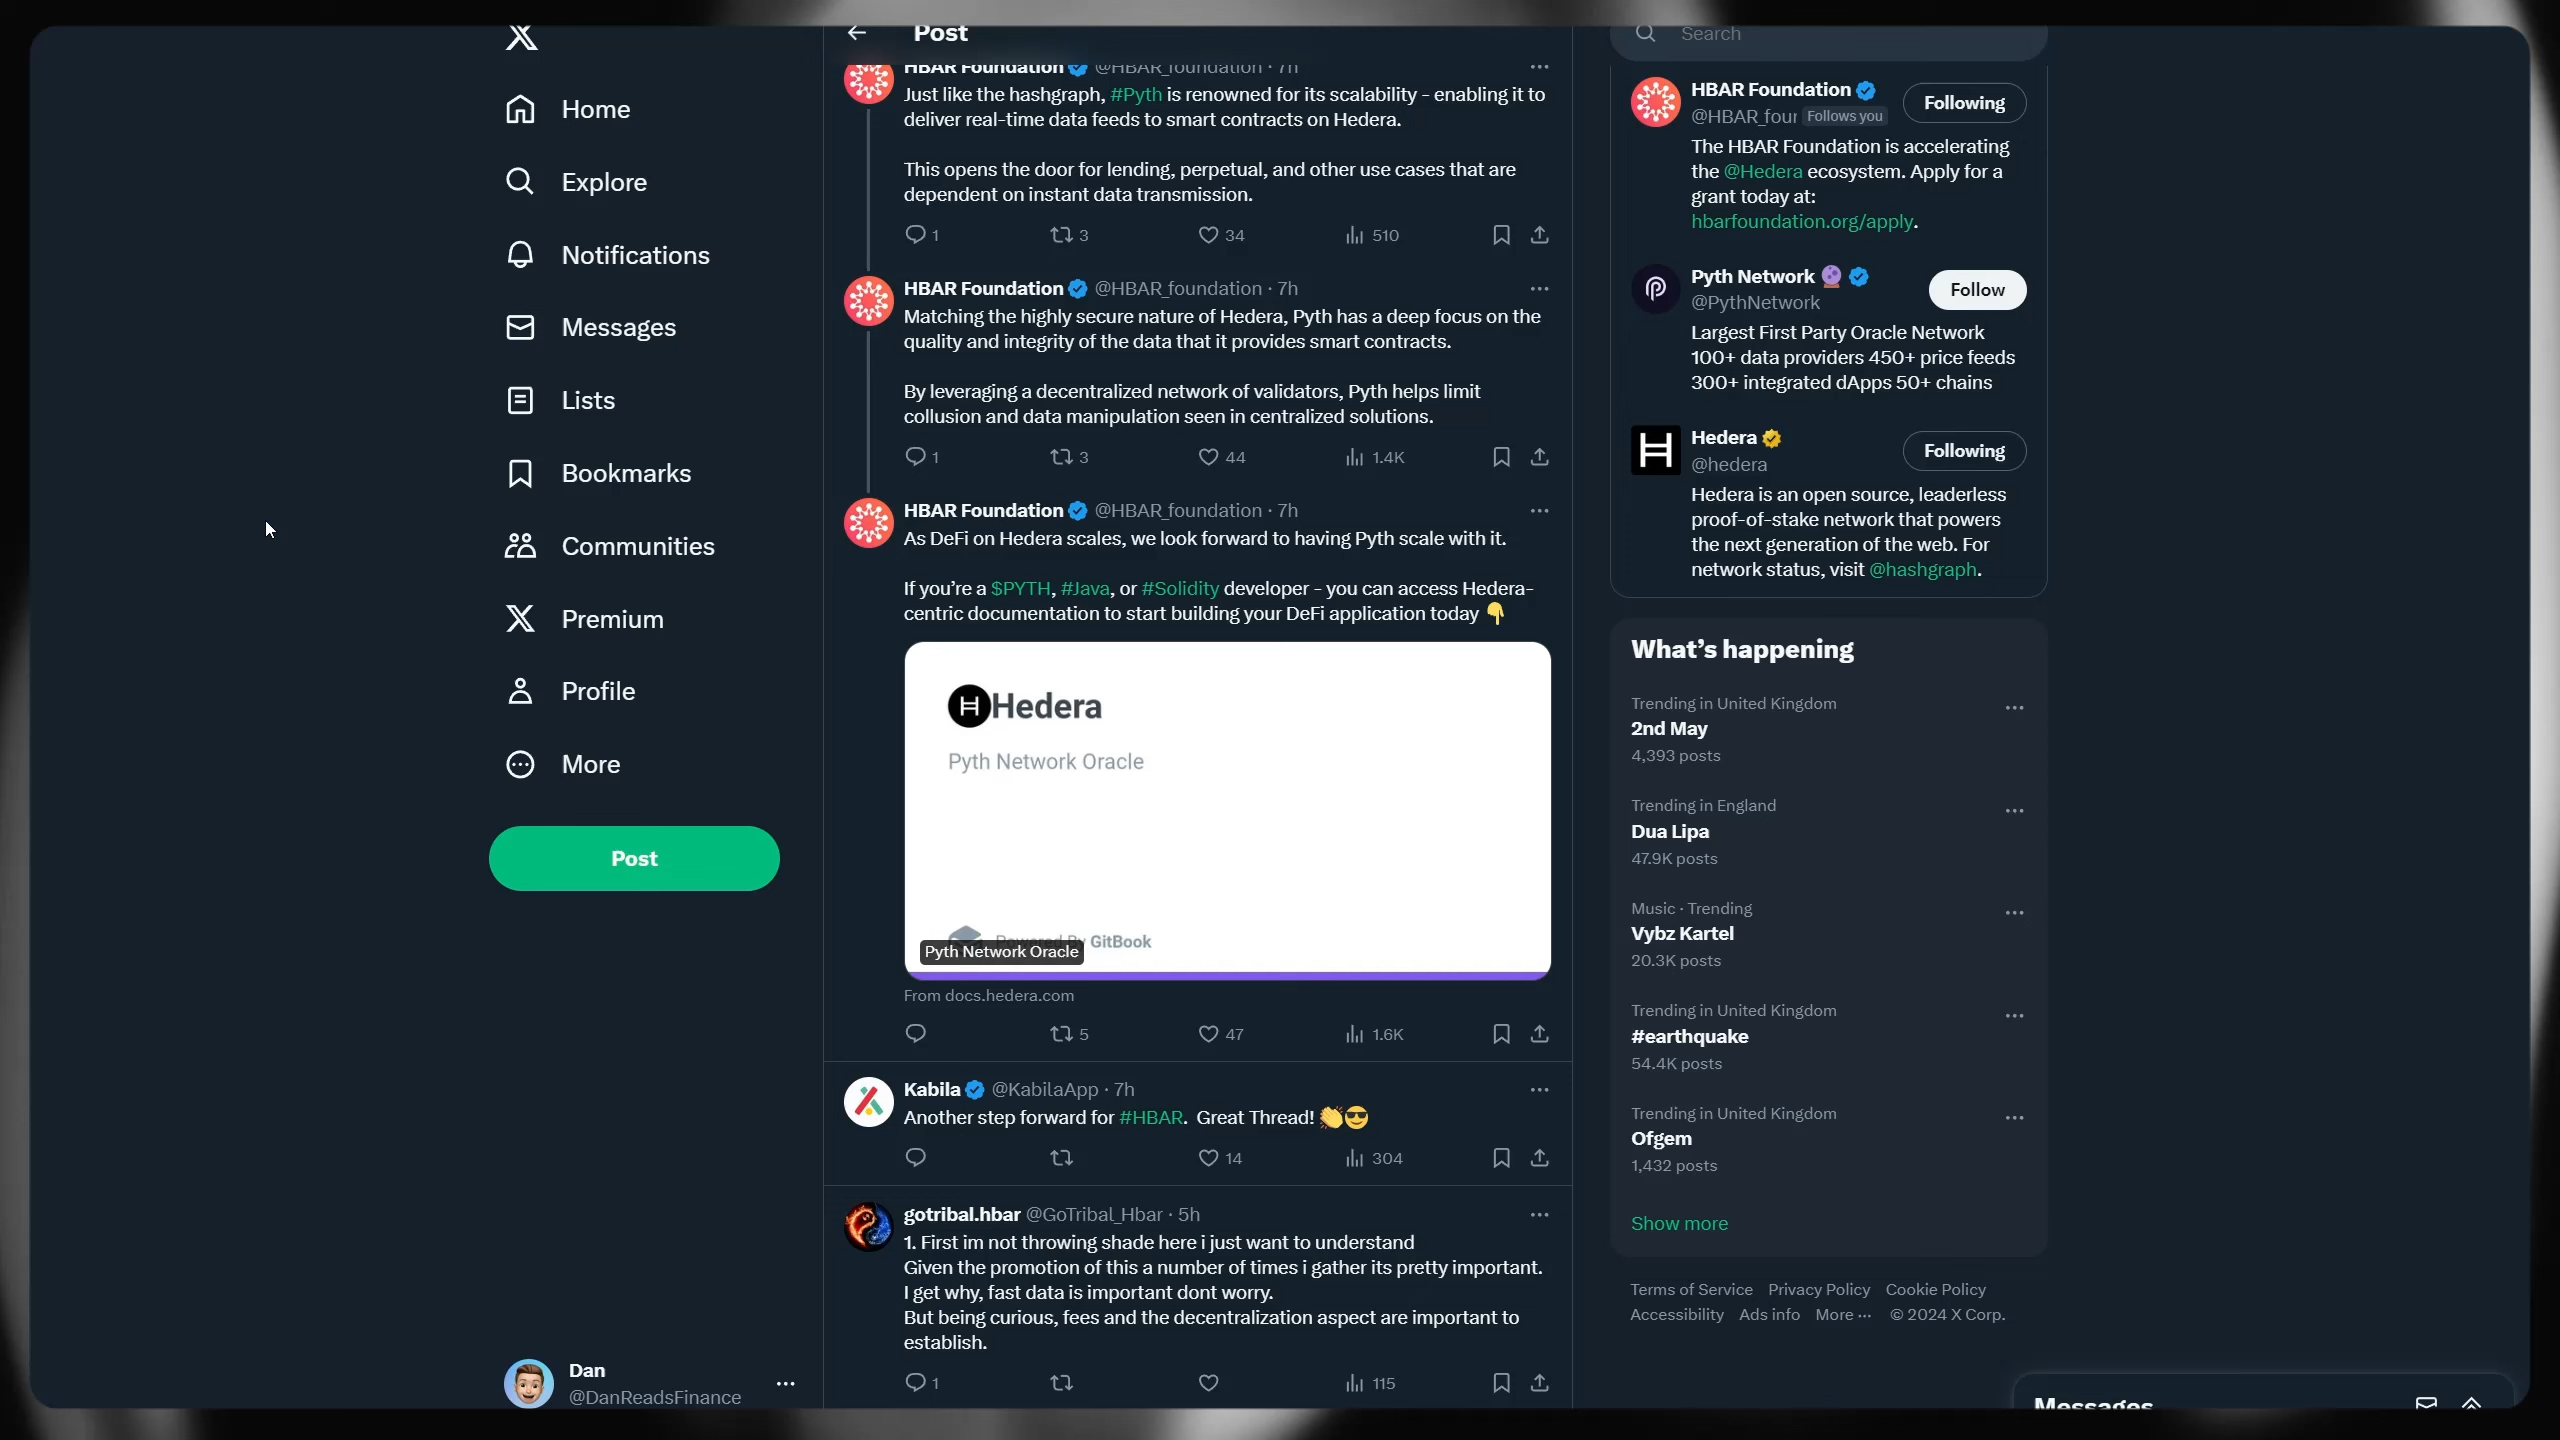 Home
Explore
Notifications
Messages
Lists
Bookmarks
Communities
Premium
Profile
More
Post
Dan
@DanReadsFinance
Post
HBAR Foundation @HBAR_foundation · 7h
Just like the hashgraph, #Pyth is renowned for its scalability - enabling it to
deliver real-time data feeds to smart contracts on Hedera.
This opens the door for lending, perpetual, and other use cases that are
dependent on instant data transmission.
1 3 34 510
HBAR Foundation @HBAR_foundation · 7h
Matching the highly secure nature of Hedera, Pyth has a deep focus on the
quality and integrity of the data that it provides smart contracts.
By leveraging a decentralized network of validators, Pyth helps limit
collusion and data manipulation seen in centralized solutions.
1 3 44 1.4K
HBAR Foundation @HBAR_foundation · 7h
As DeFi on Hedera scales, we look forward to having Pyth scale with it.
If you're a $PYTH, #Java, or #Solidity developer - you can access Hedera-
centric documentation to start building your DeFi application today 👇
Hedera
Pyth Network Oracle
Powered By GitBook
Pyth Network Oracle
From docs.hedera.com
5 47 1.6K
Kabila @KabilaApp · 7h
Another step forward for #HBAR. Great Thread! 👏😎
14 304
gotribal.hbar @GoTribal_Hbar · 5h
1. First im not throwing shade here i just want to understand
Given the promotion of this a number of times i gather its pretty important.
I get why, fast data is important dont worry.
But being curious, fees and the decentralization aspect are important to
establish.
1 115
Search
HBAR Foundation
@HBAR_four Follows you
Following
The HBAR Foundation is accelerating
the @Hedera ecosystem. Apply for a
grant today at:
hbarfoundation.org/apply.
Pyth Network 🔮
@PythNetwork
Follow
Largest First Party Oracle Network
100+ data providers 450+ price feeds
300+ integrated dApps 50+ chains
Hedera
@hedera
Following
Hedera is an open source, leaderless
proof-of-stake network that powers
the next generation of the web. For
network status, visit @hashgraph.
What's happening
Trending in United Kingdom
2nd May
4,393 posts
Trending in England
Dua Lipa
47.9K posts
Music · Trending
Vybz Kartel
20.3K posts
Trending in United Kingdom
#earthquake
54.4K posts
Trending in United Kingdom
Ofgem
1,432 posts
Show more
Terms of Service Privacy Policy Cookie Policy
Accessibility Ads info More ··· © 2024 X Corp.
Messages